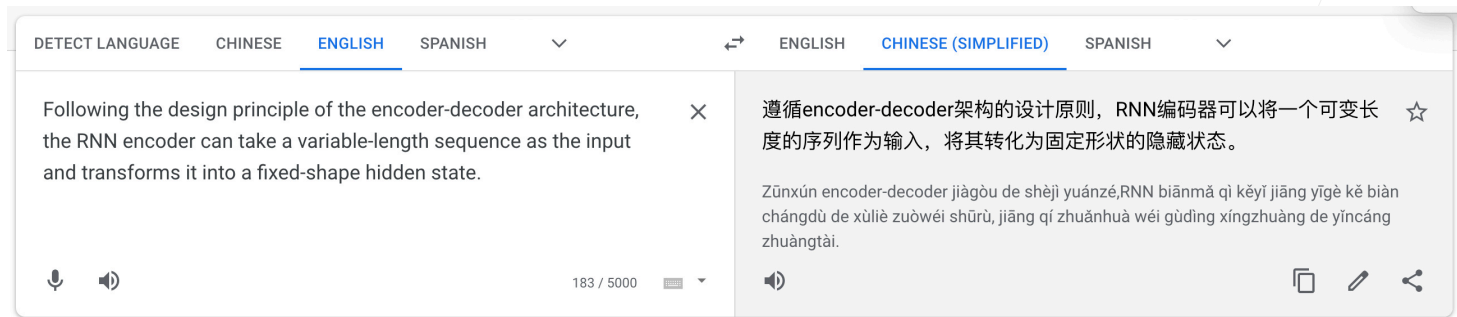 DETECT LANGUAGE CHINESE ENGLISH SPANISH
ENGLISH CHINESE (SIMPLIFIED) SPANISH
Following the design principle of the encoder-decoder architecture,
the RNN encoder can take a variable-length sequence as the input
and transforms it into a fixed-shape hidden state.
183 / 5000
遵循encoder-decoder架构的设计原则，RNN编码器可以将一个可变长
度的序列作为输入，将其转化为固定形状的隐藏状态。
Zūnxún encoder-decoder jiàgòu de shèjì yuánzé,RNN biānmǎ qì kěyǐ jiāng yīgè kě biàn
chángdù de xùliè zuòwéi shūrù, jiāng qí zhuǎnhuà wéi gùdìng xíngzhuàng de yǐncáng
zhuàngtài.